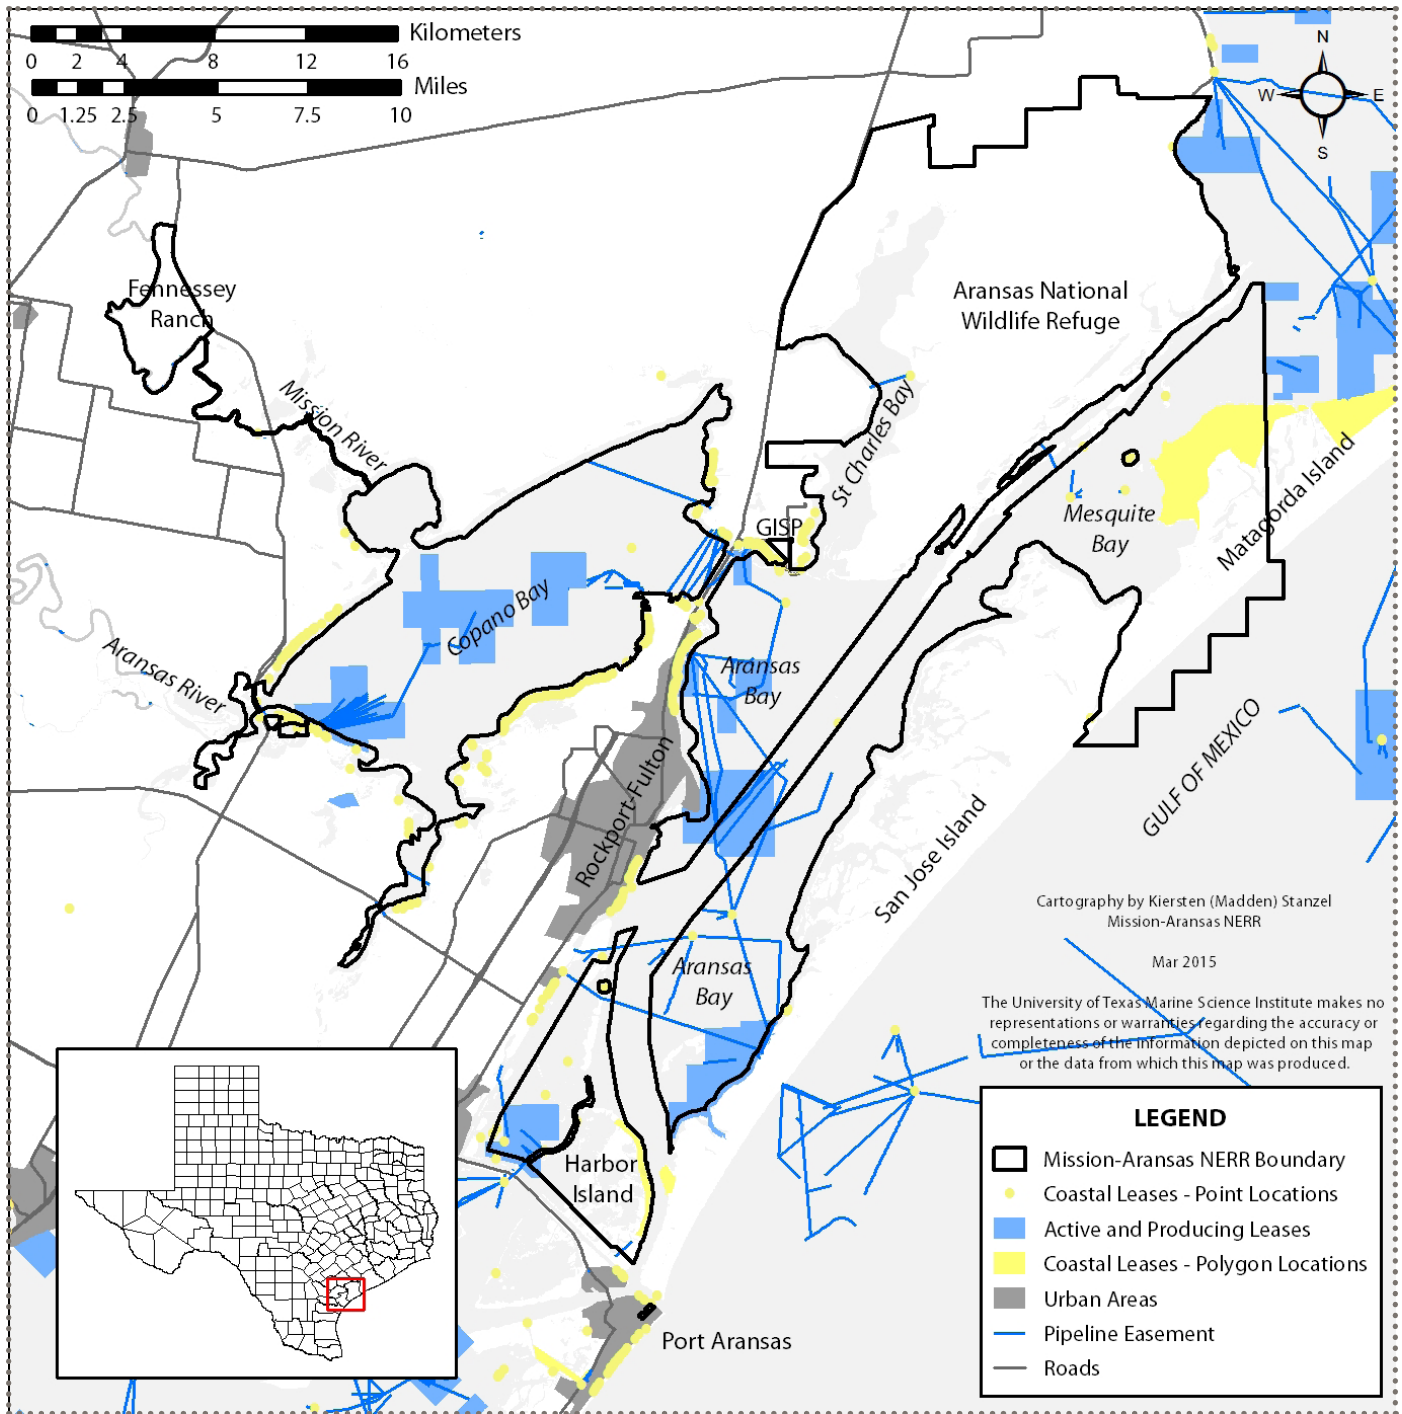 Kilometers
0 2 4 8 12 16
Miles
0 1.25 2.5 5 7.5 10
N
W E
S
Fennessey
Ranch
Aransas National
Wildlife Refuge
Mission River
St Charles Bay
GISP
Mesquite
Bay
Matagorda Island
Copano Bay
Aransas River
Aransas
Bay
Rockport-Fulton
GULF OF MEXICO
San Jose Island
Aransas
Bay
Cartography by Kiersten (Madden) Stanzel
Mission-Aransas NERR
Mar 2015
The University of Texas Marine Science Institute makes no
representations or warranties regarding the accuracy or
completeness of the information depicted on this map
or the data from which this map was produced.
Harbor
Island
Port Aransas
LEGEND
Mission-Aransas NERR Boundary
Coastal Leases - Point Locations
Active and Producing Leases
Coastal Leases - Polygon Locations
Urban Areas
Pipeline Easement
Roads